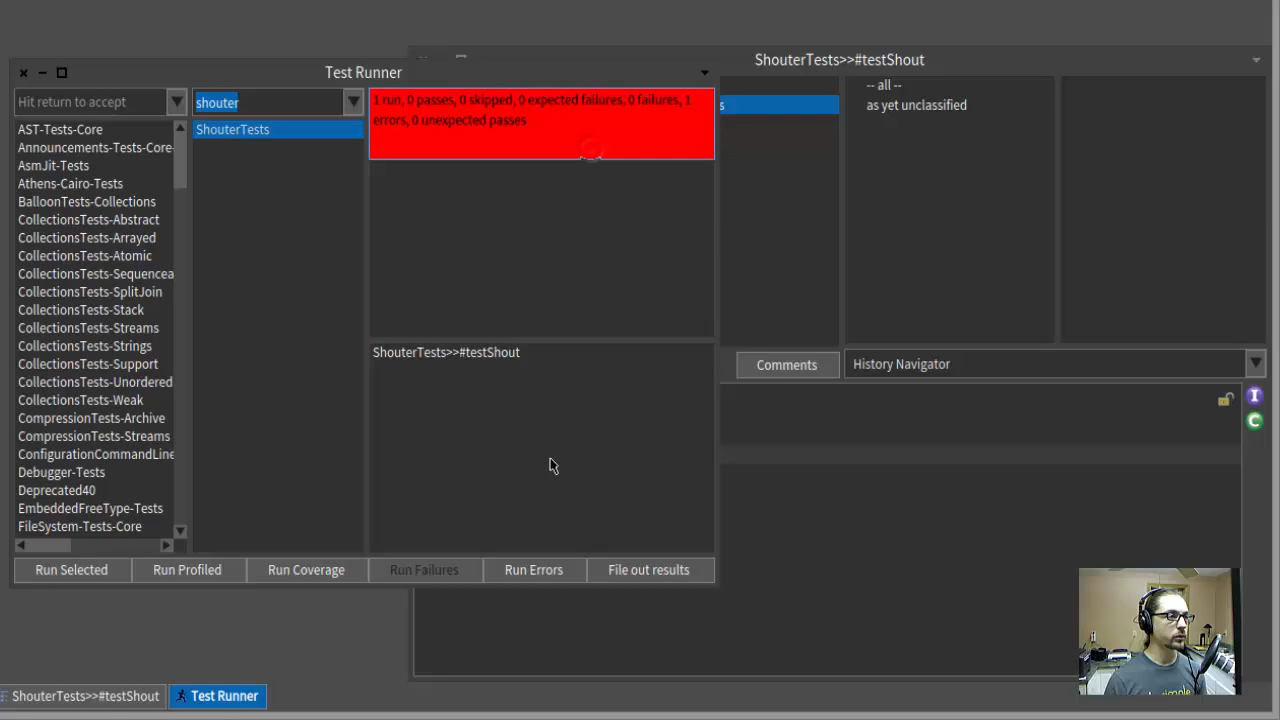 ShouterTests>>#testShout
Test Runner
Hit return to accept
shouter
1 run, 0 passes, 0 skipped, 0 expected failures, 0 failures, 1
errors, 0 unexpected passes
s
-- all --
as yet unclassified
AST-Tests-Core
Announcements-Tests-Core-
AsmJit-Tests
Athens-Cairo-Tests
BalloonTests-Collections
CollectionsTests-Abstract
CollectionsTests-Arrayed
CollectionsTests-Atomic
CollectionsTests-Sequencea
CollectionsTests-SplitJoin
CollectionsTests-Stack
CollectionsTests-Streams
CollectionsTests-Strings
CollectionsTests-Support
CollectionsTests-Unordered
CollectionsTests-Weak
CompressionTests-Archive
CompressionTests-Streams
ConfigurationCommandLine
Debugger-Tests
Deprecated40
EmbeddedFreeType-Tests
FileSystem-Tests-Core
ShouterTests
ShouterTests>>#testShout
Comments
History Navigator
I
C
Run Selected
Run Profiled
Run Coverage
Run Failures
Run Errors
File out results
ShouterTests>>#testShout
Test Runner